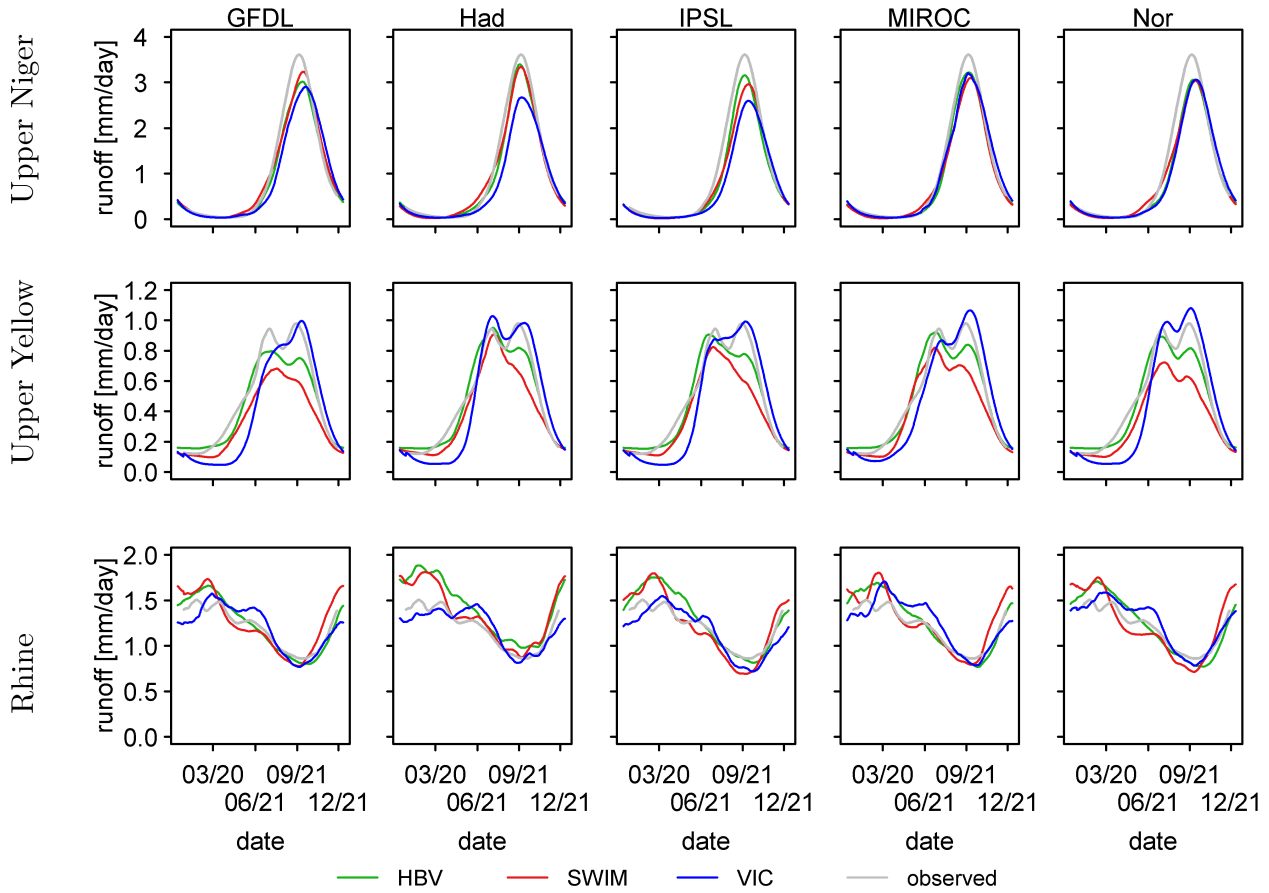 GFDL Had IPSL MIROC Nor
Upper Niger
runoff [mm/day]
4
3
2
1
0
Upper Yellow
runoff [mm/day]
1.2
1.0
0.8
0.6
0.4
0.2
0.0
Rhine
runoff [mm/day]
2.0
1.5
1.0
0.5
0.0
03/20 09/21 03/20 09/21 03/20 09/21 03/20 09/21 03/20 09/21
06/21 12/21 06/21 12/21 06/21 12/21 06/21 12/21 06/21 12/21
date date date date date
HBV SWIM VIC observed